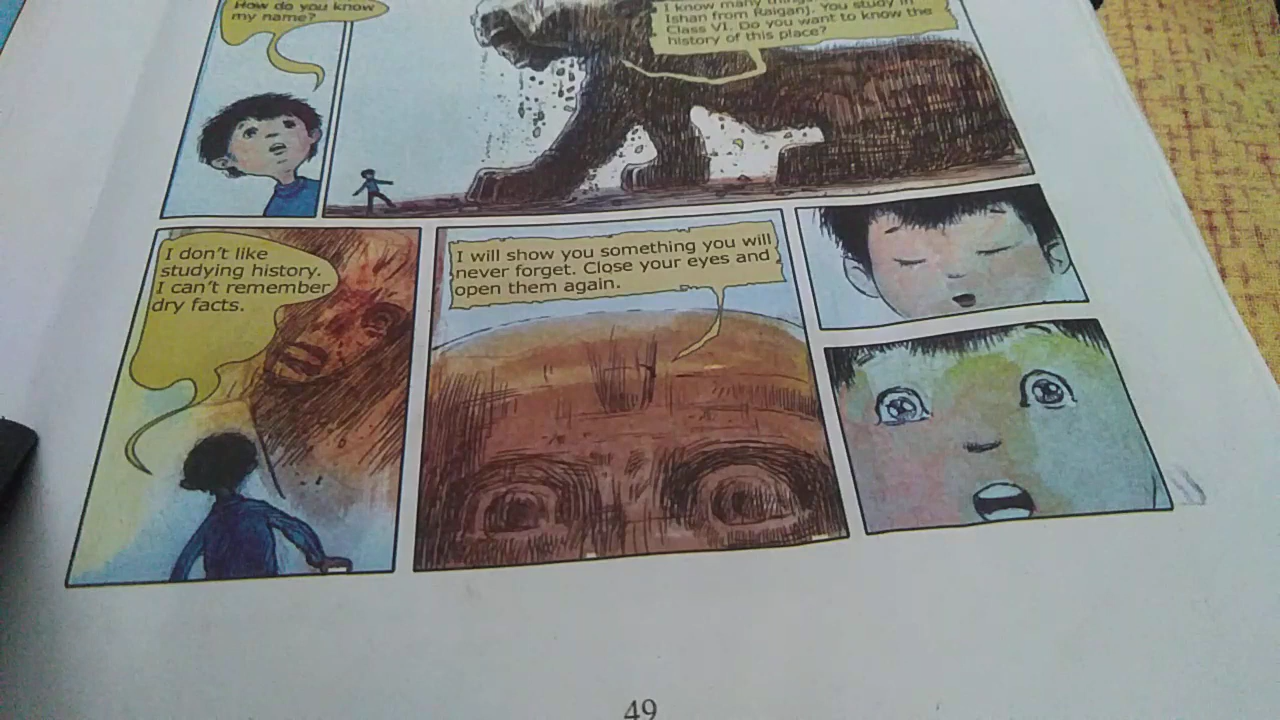 How do you know
my name?
I know many things
Ishan from Raiganj. You study in
Class VI. Do you want to know the
history of this place?
I don't like
studying history.
I can't remember
dry facts.
I will show you something you will
never forget. Close your eyes and
open them again.
49